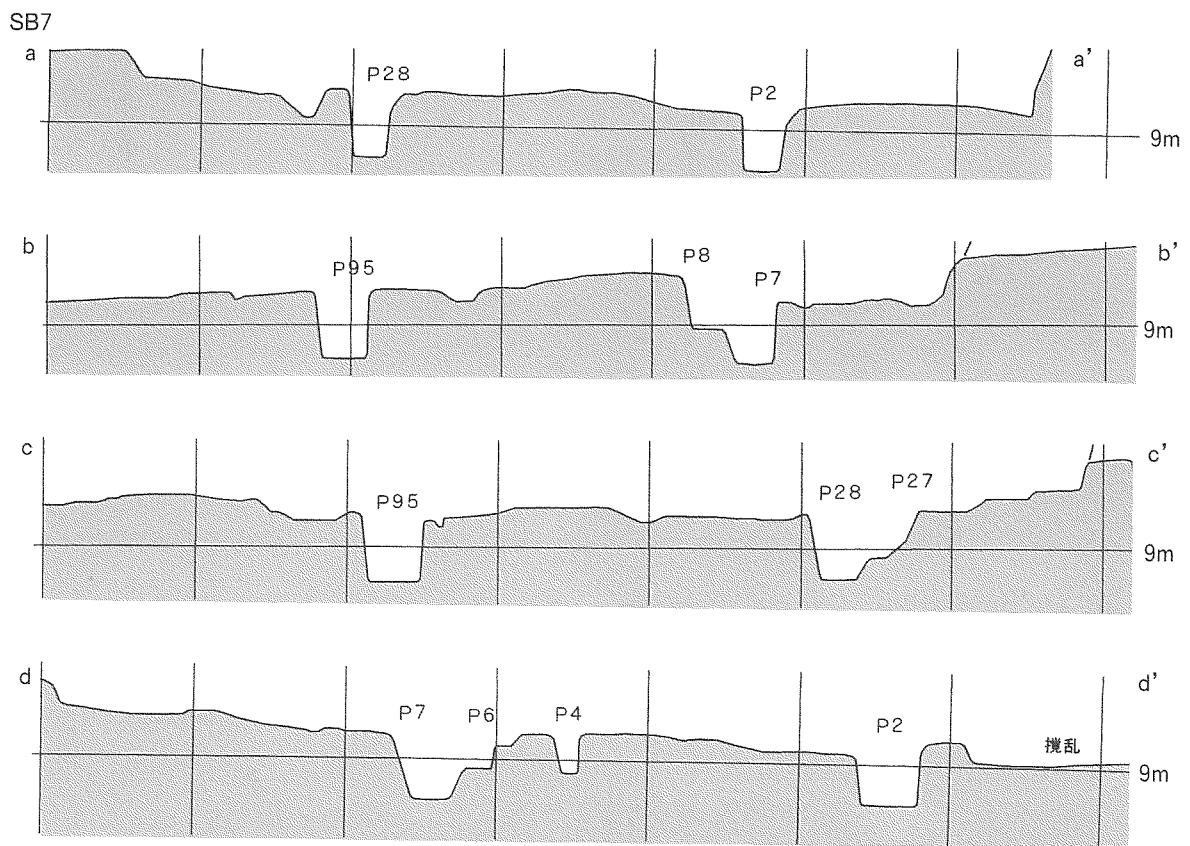 SB7
a P28 P2 a'
9m
b P95 P8 P7 b'
9m
c P95 P28 P27 c'
9m
d P7 P6 P4 P2 d'
撹乱
9m